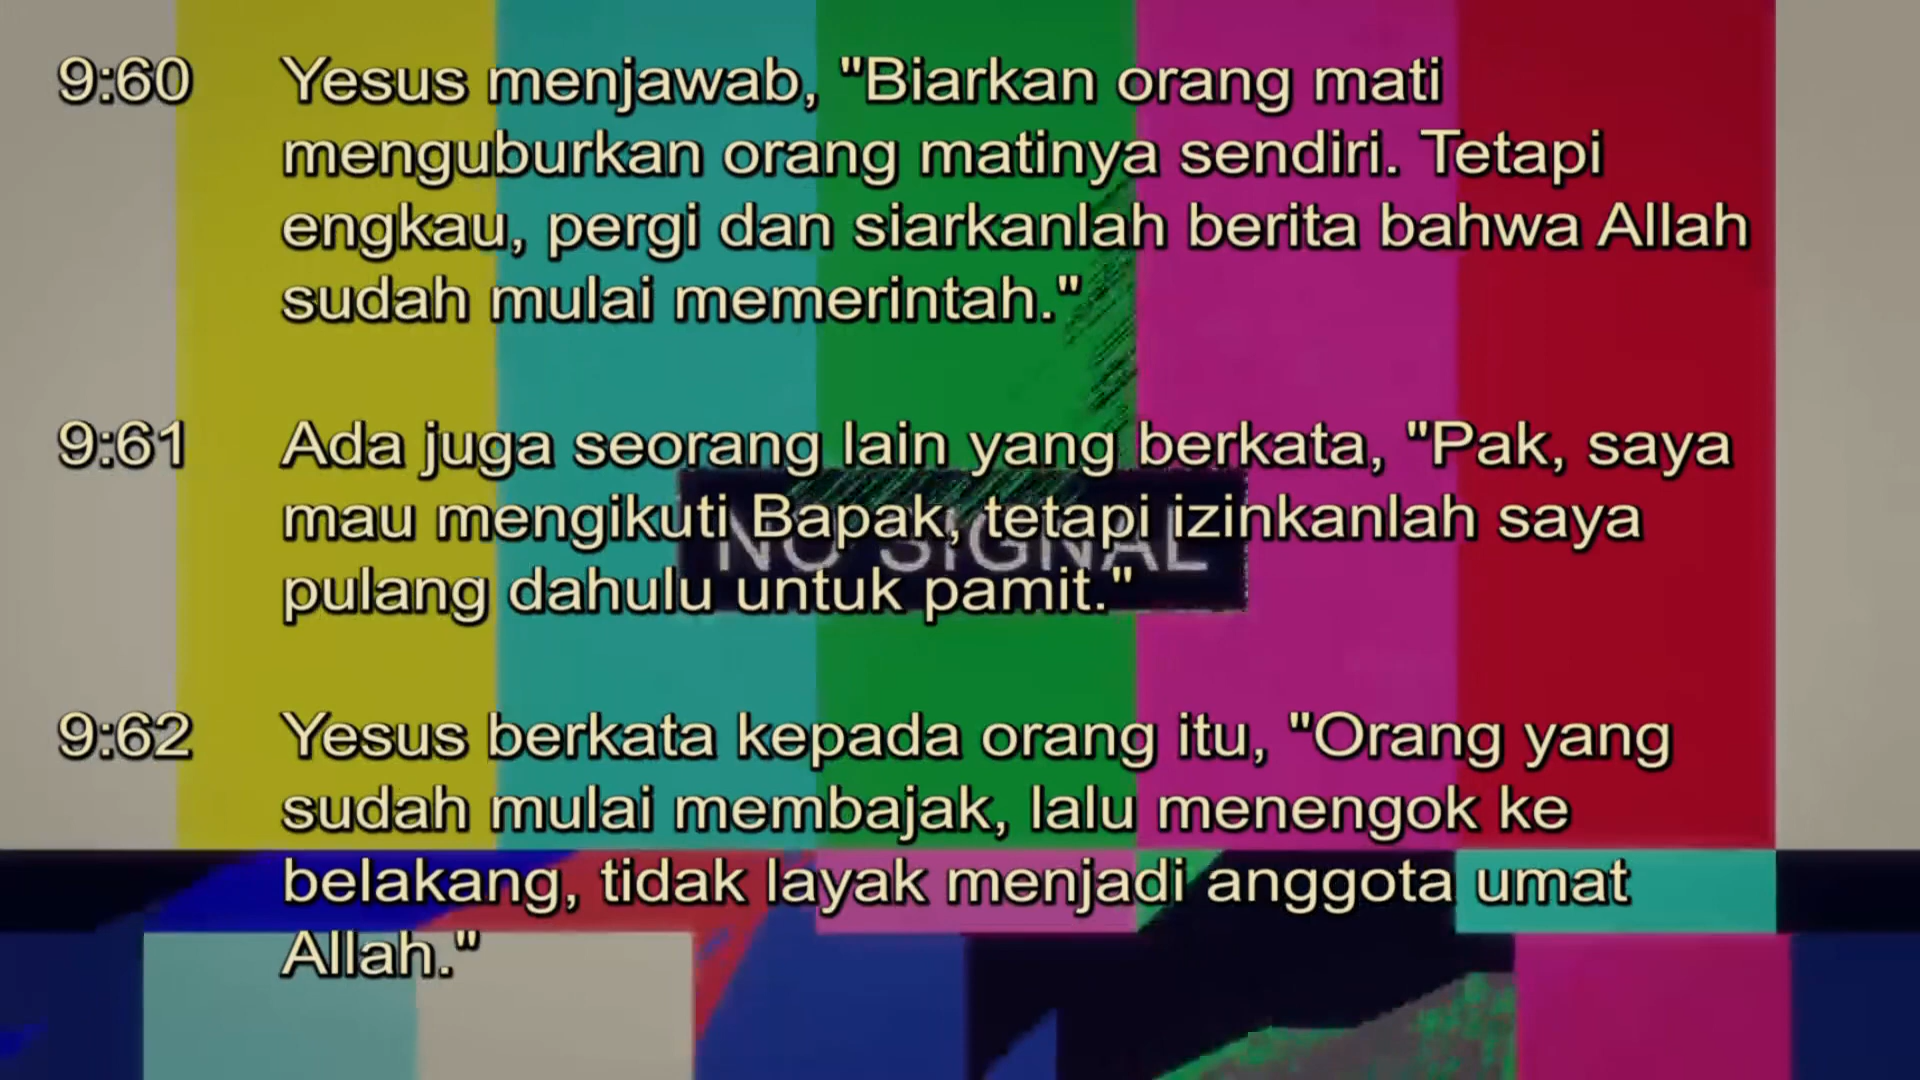 9:60 Yesus menjawab, "Biarkan orang mati
menguburkan orang matinya sendiri. Tetapi
engkau, pergi dan siarkanlah berita bahwa Allah
sudah mulai memerintah."
9:61 Ada juga seorang lain yang berkata, "Pak, saya
mau mengikuti Bapak, tetapi izinkanlah saya
NO SIGNAL
pulang dahulu untuk pamit."
9:62 Yesus berkata kepada orang itu, "Orang yang
sudah mulai membajak, lalu menengok ke
belakang, tidak layak menjadi anggota umat
Allah."